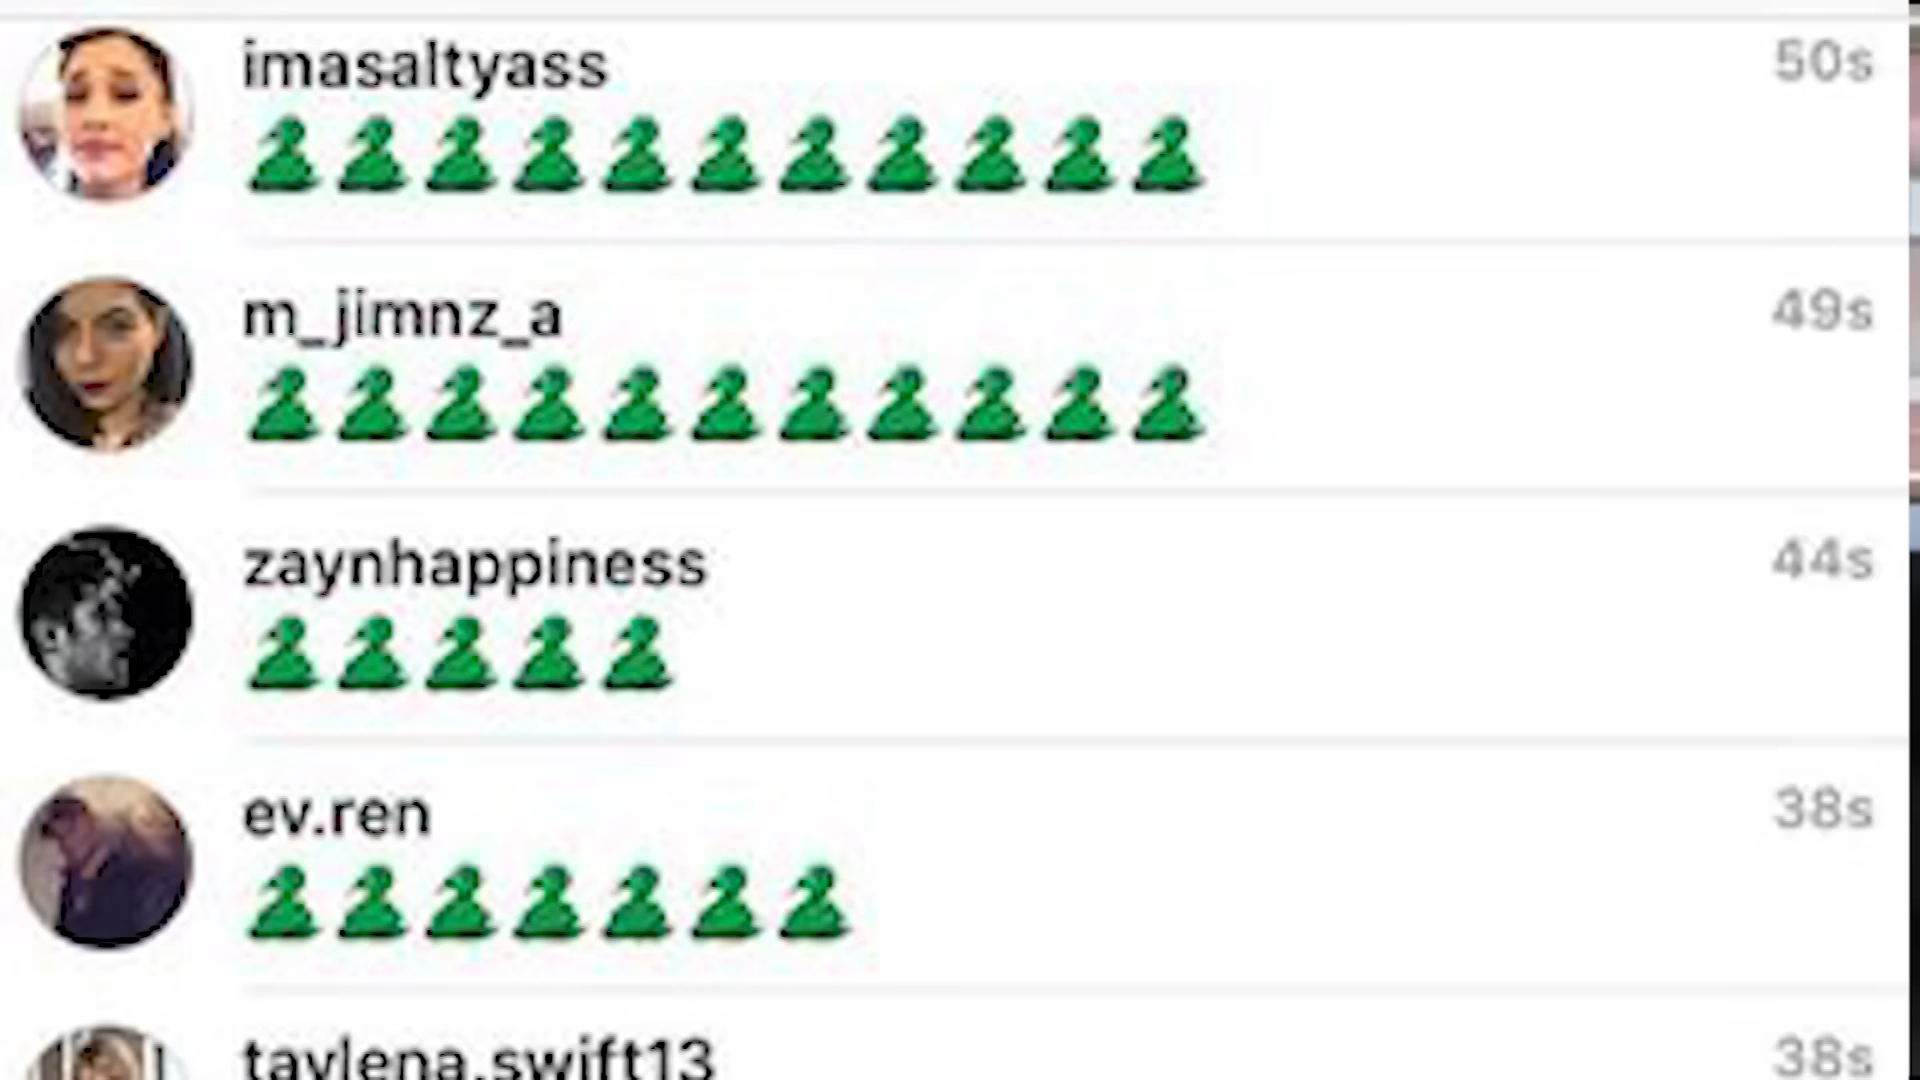 imasaltyass 50s
🐍🐍🐍🐍🐍🐍🐍🐍🐍🐍🐍
m_jimnz_a 49s
🐍🐍🐍🐍🐍🐍🐍🐍🐍🐍🐍
zaynhappiness 44s
🐍🐍🐍🐍🐍
ev.ren 38s
🐍🐍🐍🐍🐍🐍🐍
taylena.swift13 38s